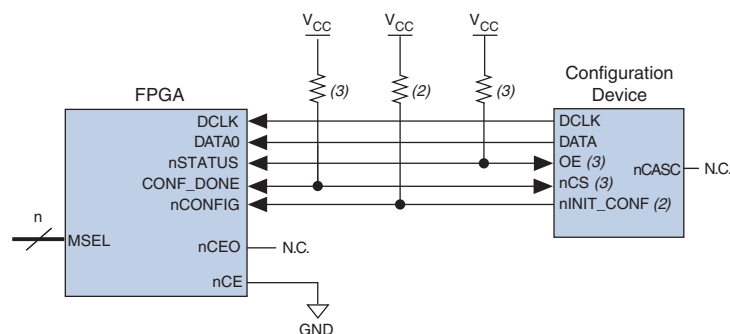 VCC VCC VCC
(3) (2) (3)
FPGA
Configuration
Device
DCLK
DATA0
nSTATUS
CONF_DONE
nCONFIG
n
MSEL
nCEO
N.C.
nCE
GND
DCLK
DATA
OE (3)
nCS (3)
nINIT_CONF (2)
nCASC
N.C.